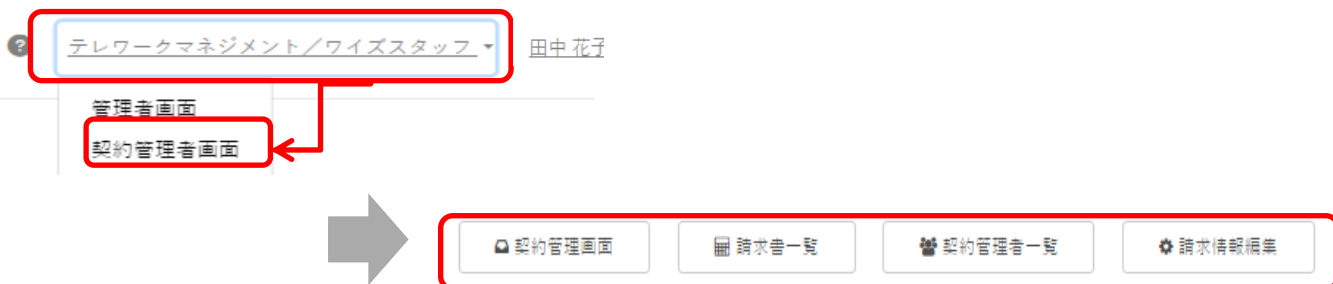 テレワークマネジメント／ワイズスタッフ 田中 花子
管理者画面
契約管理者画面
契約管理画面 請求書一覧 契約管理者一覧 請求情報編集